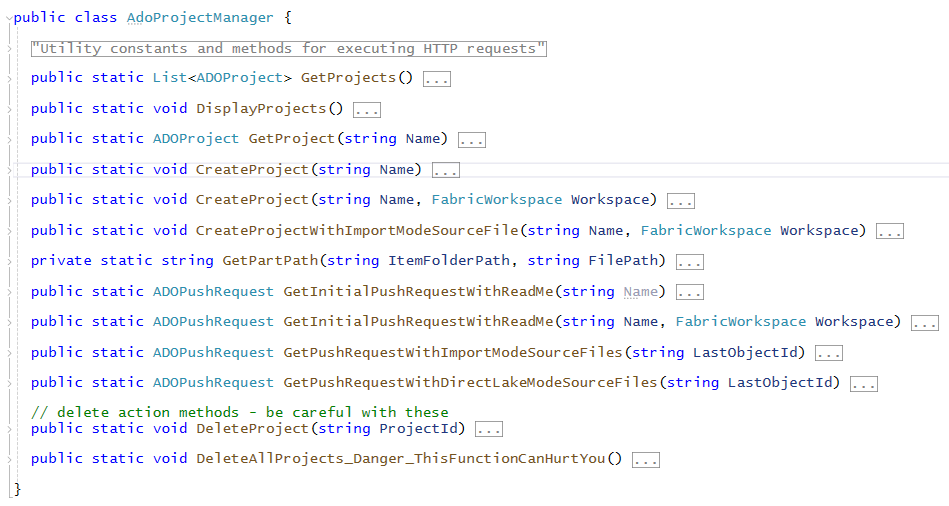 public class AdoProjectManager {
"Utility constants and methods for executing HTTP requests"
public static List<ADOProject> GetProjects() ...
public static void DisplayProjects() ...
public static ADOProject GetProject(string Name) ...
public static void CreateProject(string Name) ...
public static void CreateProject(string Name, FabricWorkspace Workspace) ...
public static void CreateProjectWithImportModeSourceFile(string Name, FabricWorkspace Workspace) ...
private static string GetPartPath(string ItemFolderPath, string FilePath) ...
public static ADOPushRequest GetInitialPushRequestWithReadMe(string Name) ...
public static ADOPushRequest GetInitialPushRequestWithReadMe(string Name, FabricWorkspace Workspace) ...
public static ADOPushRequest GetPushRequestWithImportModeSourceFiles(string LastObjectId) ...
public static ADOPushRequest GetPushRequestWithDirectLakeModeSourceFiles(string LastObjectId) ...
// delete action methods - be careful with these
public static void DeleteProject(string ProjectId) ...
public static void DeleteAllProjects_Danger_ThisFunctionCanHurtYou() ...
}